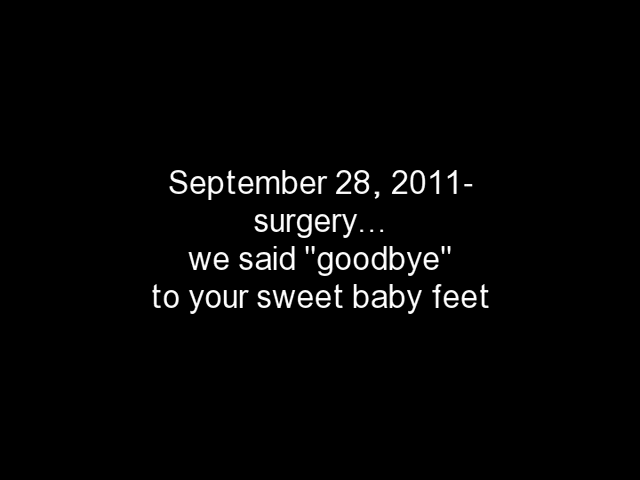 September 28, 2011-
surgery...
we said "goodbye"
to your sweet baby feet